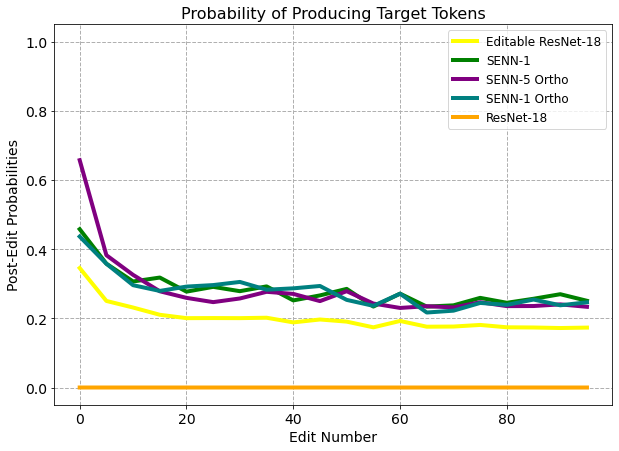 Probability of Producing Target Tokens
Post-Edit Probabilities
1.0
0.8
0.6
0.4
0.2
0.0
Editable ResNet-18
SENN-1
SENN-5 Ortho
SENN-1 Ortho
ResNet-18
0 20 40 60 80
Edit Number